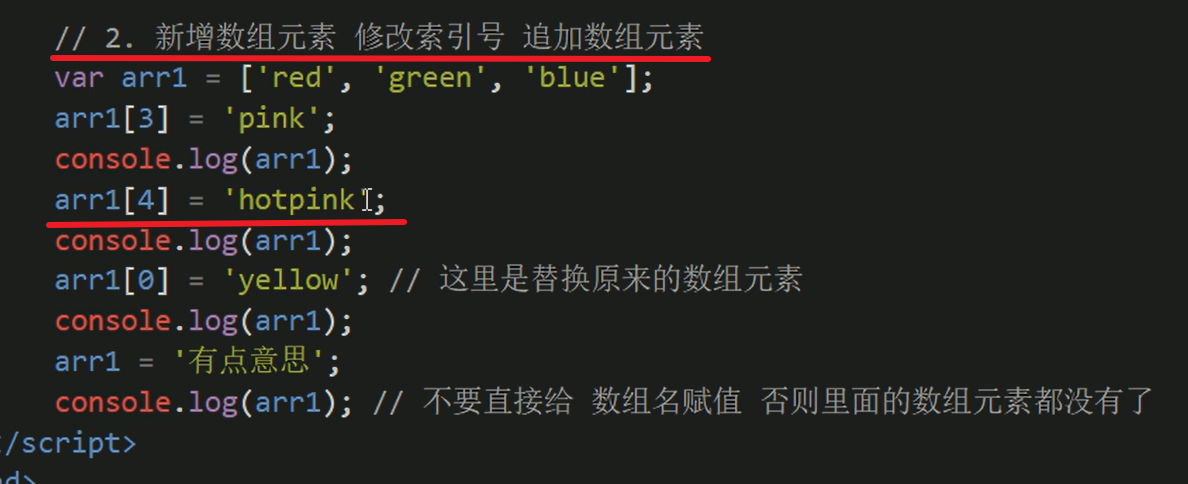 // 2. 新增数组元素 修改索引号 追加数组元素
var arr1 = ['red', 'green', 'blue'];
arr1[3] = 'pink';
console.log(arr1);
arr1[4] = 'hotpink';
console.log(arr1);
arr1[0] = 'yellow'; // 这里是替换原来的数组元素
console.log(arr1);
arr1 = '有点意思';
console.log(arr1); // 不要直接给 数组名赋值 否则里面的数组元素都没有了
/script>